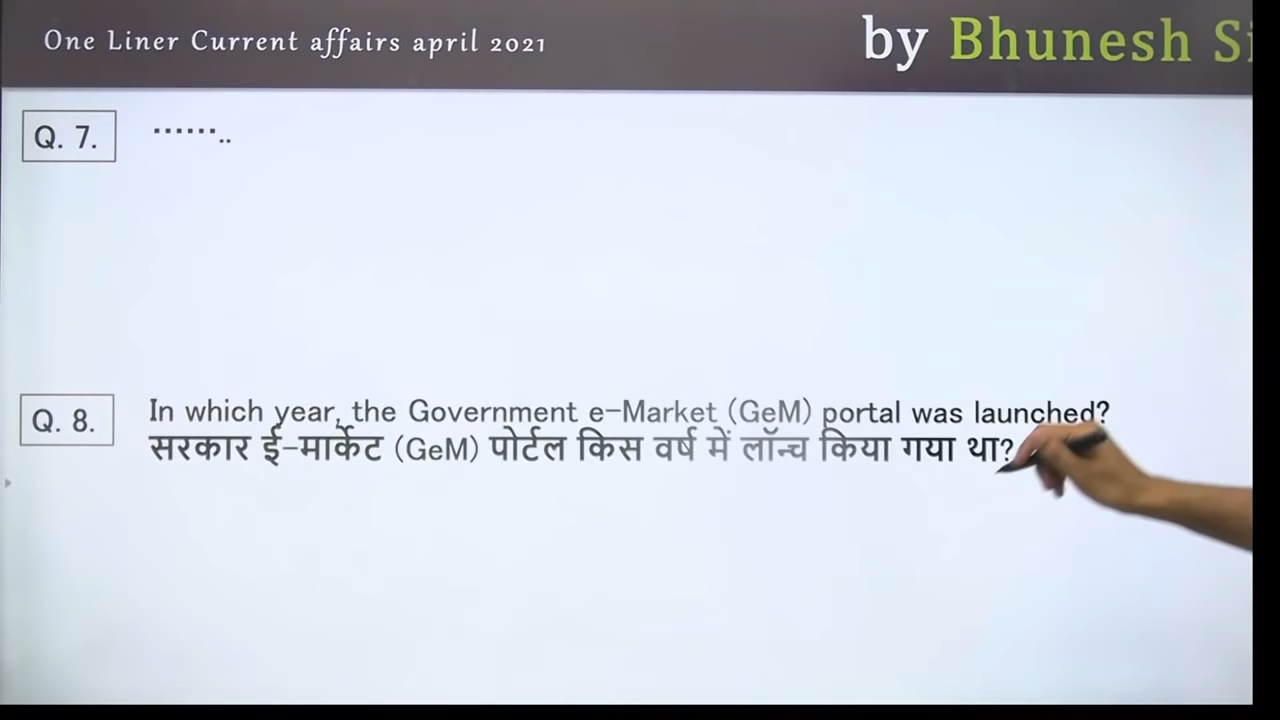 One Liner Current affairs april 2021
by Bhunesh
Q. 7. ........
Q. 8. In which year, the Government e-Market (GeM) portal was launched?
सरकार ई-मार्केट (GeM) पोर्टल किस वर्ष में लॉन्च किया गया था?